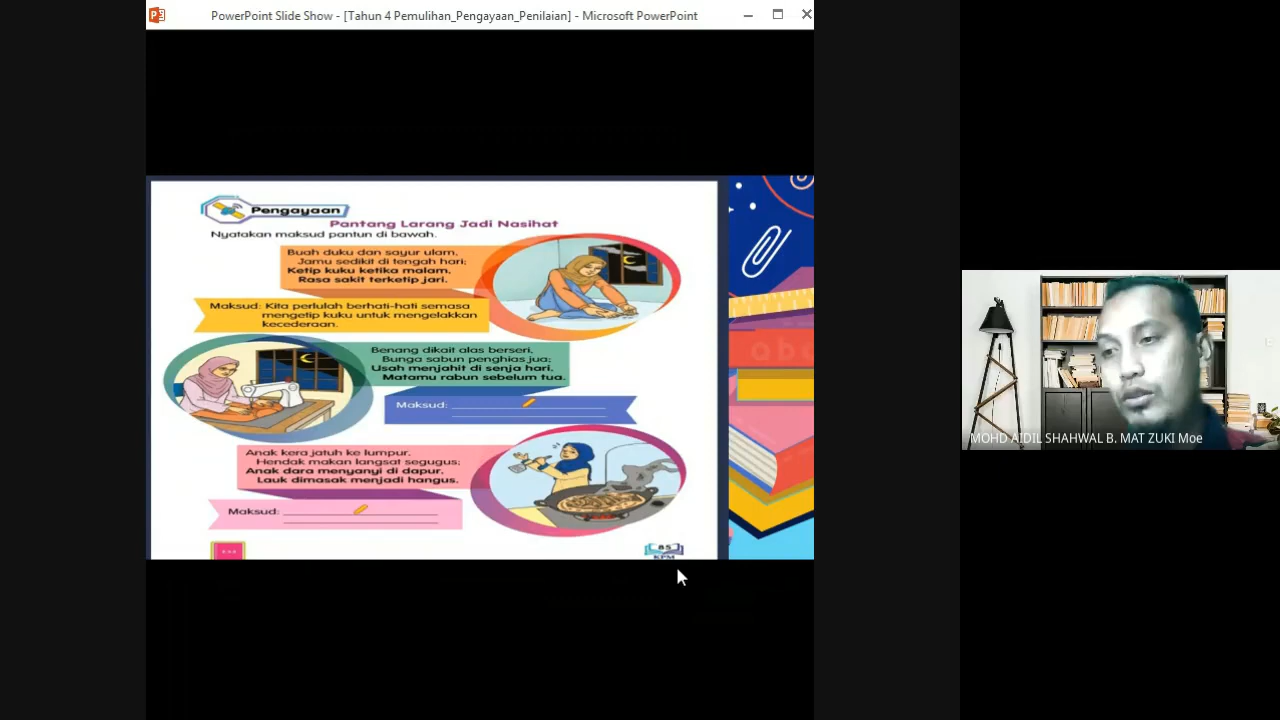 PowerPoint Slide Show - [Tahun 4 Pemulihan_Pengayaan_Penilaian] - Microsoft PowerPoint
Pengayaan
Pantang Larang Jadi Nasihat
Nyatakan maksud pantun di bawah.
Buah duku dan sayur ulam,
Jamu sedikit di tengah hari;
Ketip kuku ketika malam,
Rasa sakit terketip jari.
Maksud: Kita perlulah berhati-hati semasa
mengetip kuku untuk mengelakkan
kecederaan.
Benang dikait alas berseri,
Bunga sabun penghias jua;
Usah menjahit di senja hari,
Matamu rabun sebelum tua.
Maksud:
Anak kera jatuh ke lumpur,
Hendak makan langsat segugus;
Anak dara menyanyi di dapur,
Lauk dimasak menjadi hangus.
Maksud:
85
KPM
abc
MOHD AIDIL SHAHWAL B. MAT ZUKI Moe